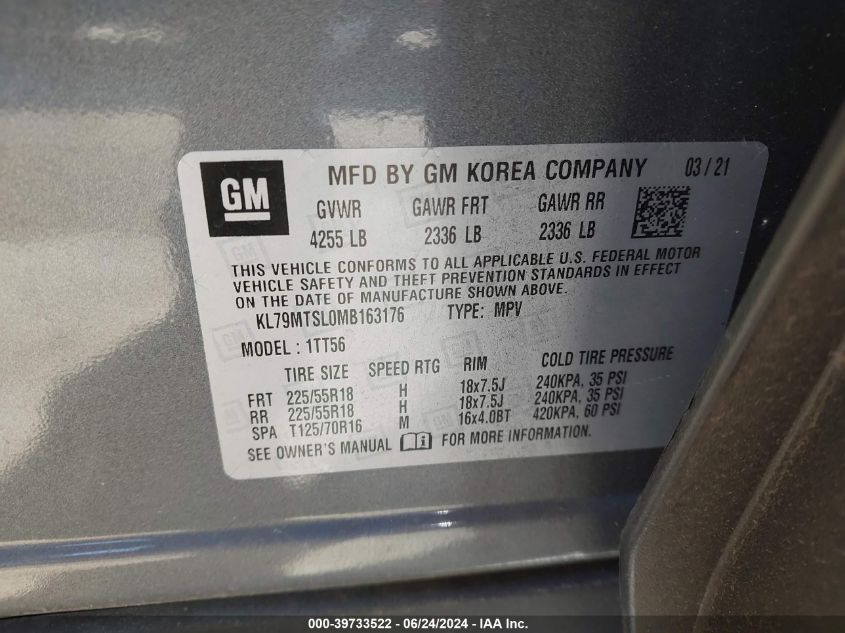 GM
MFD BY GM KOREA COMPANY 03/21
GVWR GAWR FRT GAWR RR
4255 LB 2336 LB 2336 LB
THIS VEHICLE CONFORMS TO ALL APPLICABLE U.S. FEDERAL MOTOR
VEHICLE SAFETY AND THEFT PREVENTION STANDARDS IN EFFECT
ON THE DATE OF MANUFACTURE SHOWN ABOVE.
KL79MTSL0MB163176 TYPE: MPV
MODEL : 1TT56
TIRE SIZE SPEED RTG RIM COLD TIRE PRESSURE
FRT 225/55R18 H 18x7.5J 240KPA, 35 PSI
RR 225/55R18 H 18x7.5J 240KPA, 35 PSI
SPA T125/70R16 M 16x4.0BT 420KPA, 60 PSI
SEE OWNER'S MANUAL FOR MORE INFORMATION.
000-39733522 - 06/24/2024 - IAA Inc.